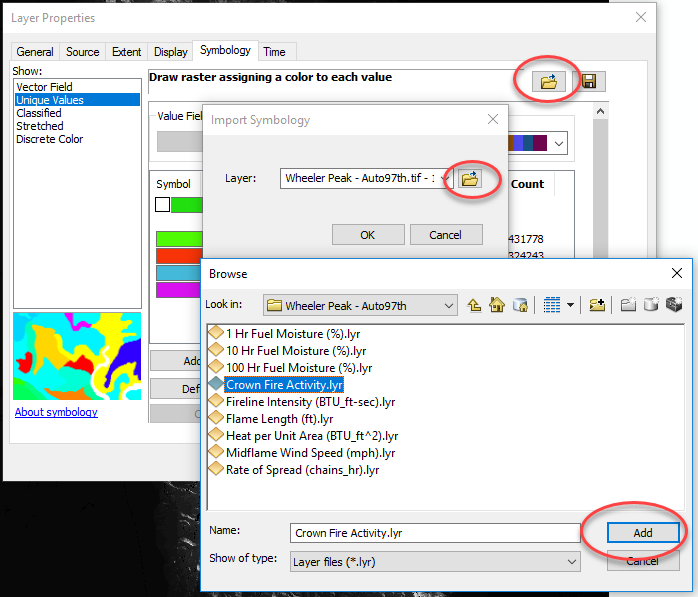 Layer Properties
General Source Extent Display Symbology Time
Show:
Vector Field
Unique Values
Classified
Stretched
Discrete Color
About symbology
Draw raster assigning a color to each value
Value Fiel
Symbol
Count
431778
324243
Add
Def
Import Symbology
Layer: Wheeler Peak - Auto97th.tif -
OK Cancel
Browse
Look in: Wheeler Peak - Auto97th
1 Hr Fuel Moisture (%).lyr
10 Hr Fuel Moisture (%).lyr
100 Hr Fuel Moisture (%).lyr
Crown Fire Activity.lyr
Fireline Intensity (BTU_ft-sec).lyr
Flame Length (ft).lyr
Heat per Unit Area (BTU_ft^2).lyr
Midflame Wind Speed (mph).lyr
Rate of Spread (chains_hr).lyr
Name: Crown Fire Activity.lyr Add
Show of type: Layer files (*.lyr) Cancel